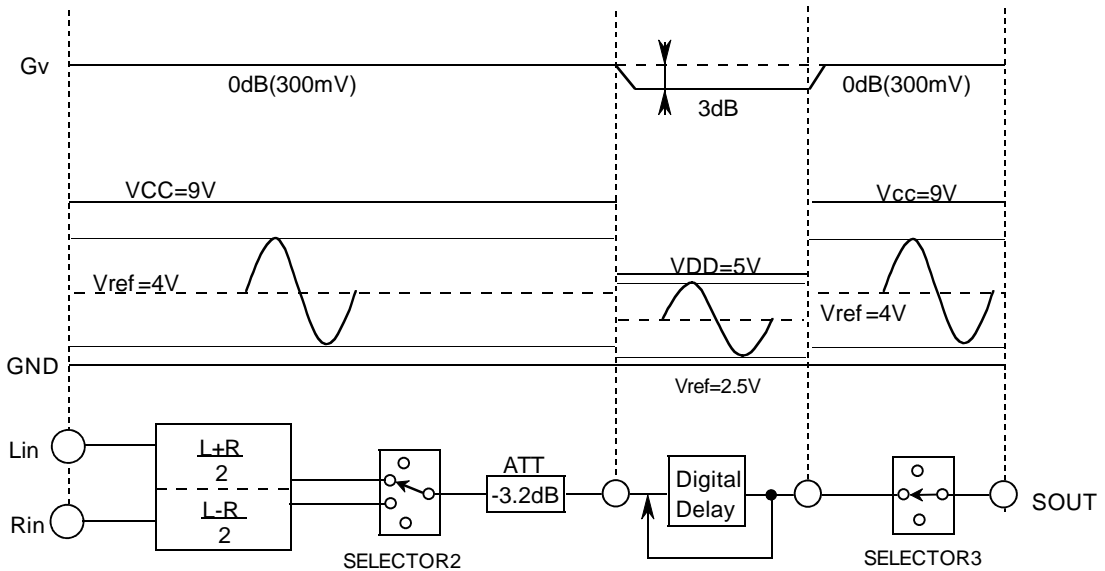 Gv
0dB(300mV)
3dB
0dB(300mV)
VCC=9V
Vcc=9V
Vref=4V
VDD=5V
Vref=4V
GND
Vref=2.5V
Lin
L+R
2
L-R
2
Rin
SELECTOR2
ATT
-3.2dB
Digital
Delay
SELECTOR3
SOUT